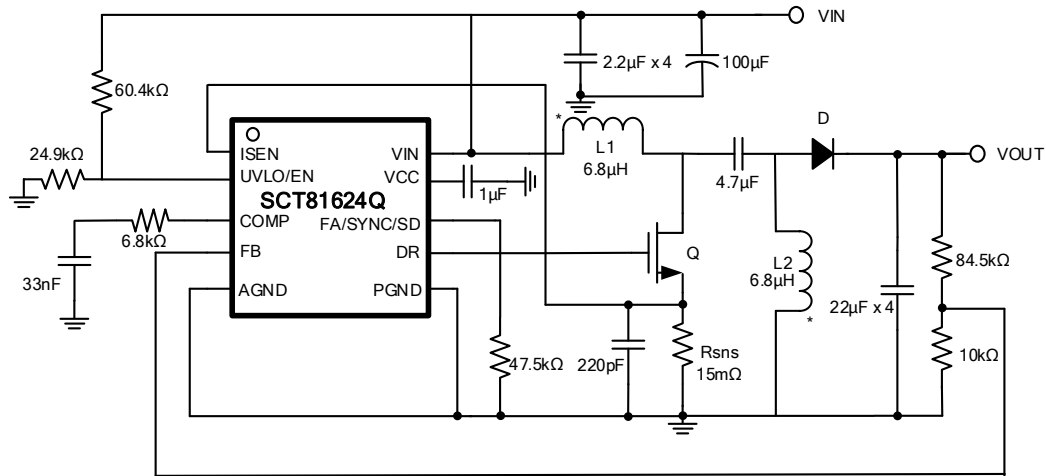 VIN
60.4kΩ
2.2µF x 4
100µF
D
*
ISEN
VIN
L1
6.8µH
VOUT
24.9kΩ
UVLO/EN
VCC
1µF
4.7µF
SCT81624Q
COMP
FA/SYNC/SD
6.8kΩ
FB
DR
Q
L2
6.8µH
84.5kΩ
33nF
AGND
PGND
22µF x 4
*
47.5kΩ
220pF
Rsns
15mΩ
10kΩ